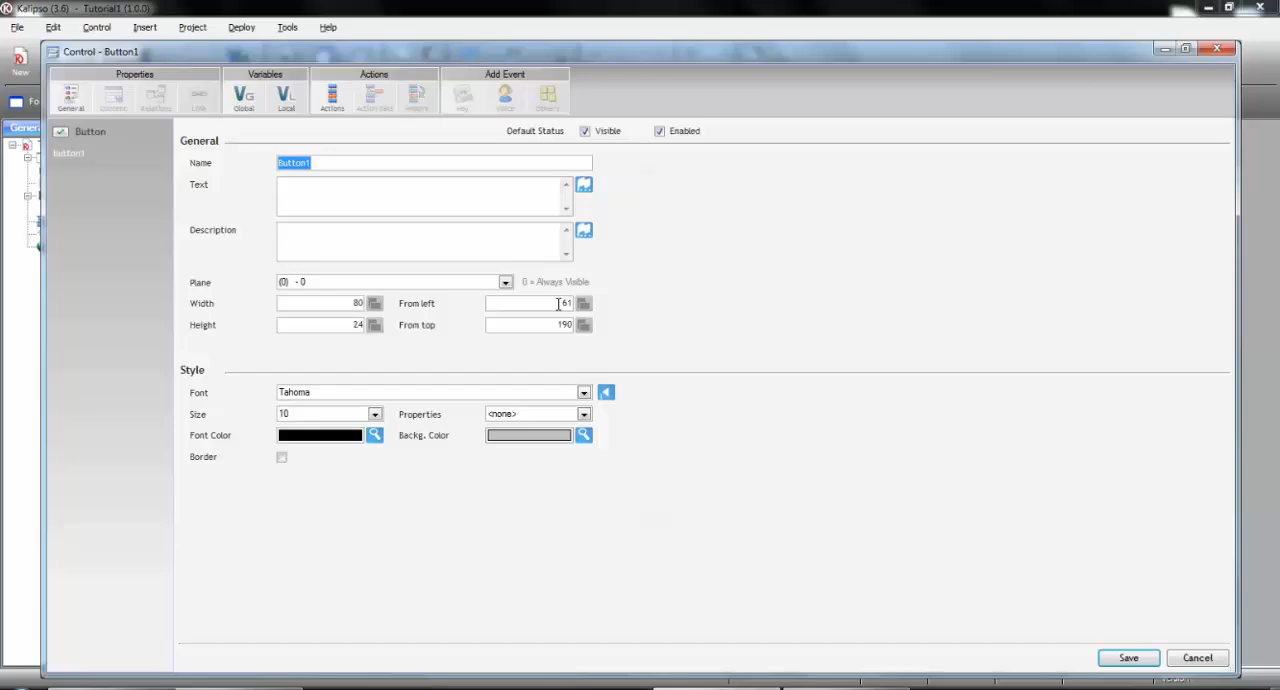 Kalipso (3.6) - Tutorial1 (1.0.0)
File Edit Control Insert Project Deploy Tools Help
New
Control - Button1
Properties Variables Actions Add Event
General Global Local Actions
Button
Button1
Default Status Visible Enabled
General
Name Button1
Text
Description
Plane (0) - 0 0 = Always Visible
Width 80 From left 61
Height 24 From top 190
Style
Font Tahoma
Size 10 Properties <none>
Font Color Backg. Color
Border
Save Cancel